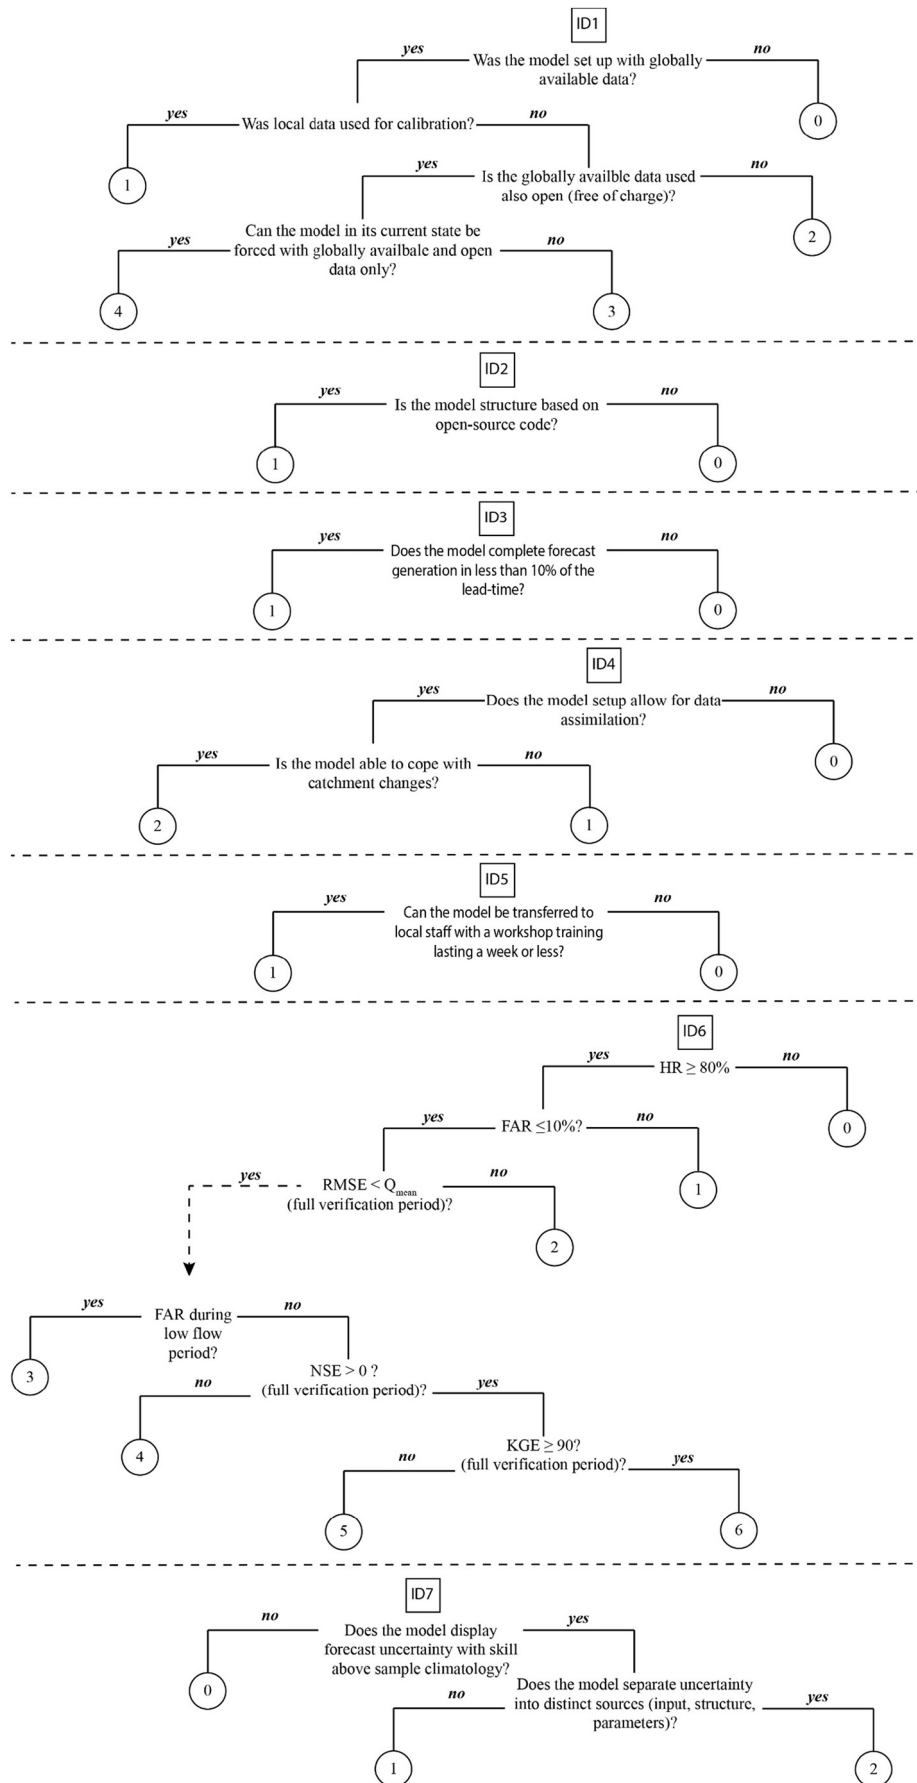 ID1
yes
no
Was the model set up with globally
available data?
0
yes
Was local data used for calibration?
no
1
yes
Is the globally availble data used
also open (free of charge)?
no
2
Can the model in its current state be
forced with globally availbale and open
data only?
yes
no
4
3
ID2
yes
no
Is the model structure based on
open-source code?
1
0
ID3
yes
no
Does the model complete forecast
generation in less than 10% of the
lead-time?
1
0
ID4
yes
no
Does the model setup allow for data
assimilation?
0
yes
no
Is the model able to cope with
catchment changes?
2
1
ID5
yes
no
Can the model be transferred to
local staff with a workshop training
lasting a week or less?
1
0
ID6
yes
no
HR ≥ 80%
0
yes
no
FAR ≤10%?
1
yes
no
RMSE < Qmean
(full verification period)?
2
yes
no
FAR during
low flow
period?
3
NSE > 0 ?
(full verification period)?
no
yes
4
KGE ≥ 90?
(full verification period)?
no
yes
5
6
ID7
no
yes
Does the model display
forecast uncertainty with skill
above sample climatology?
0
Does the model separate uncertainty
into distinct sources (input, structure,
parameters)?
no
yes
1
2